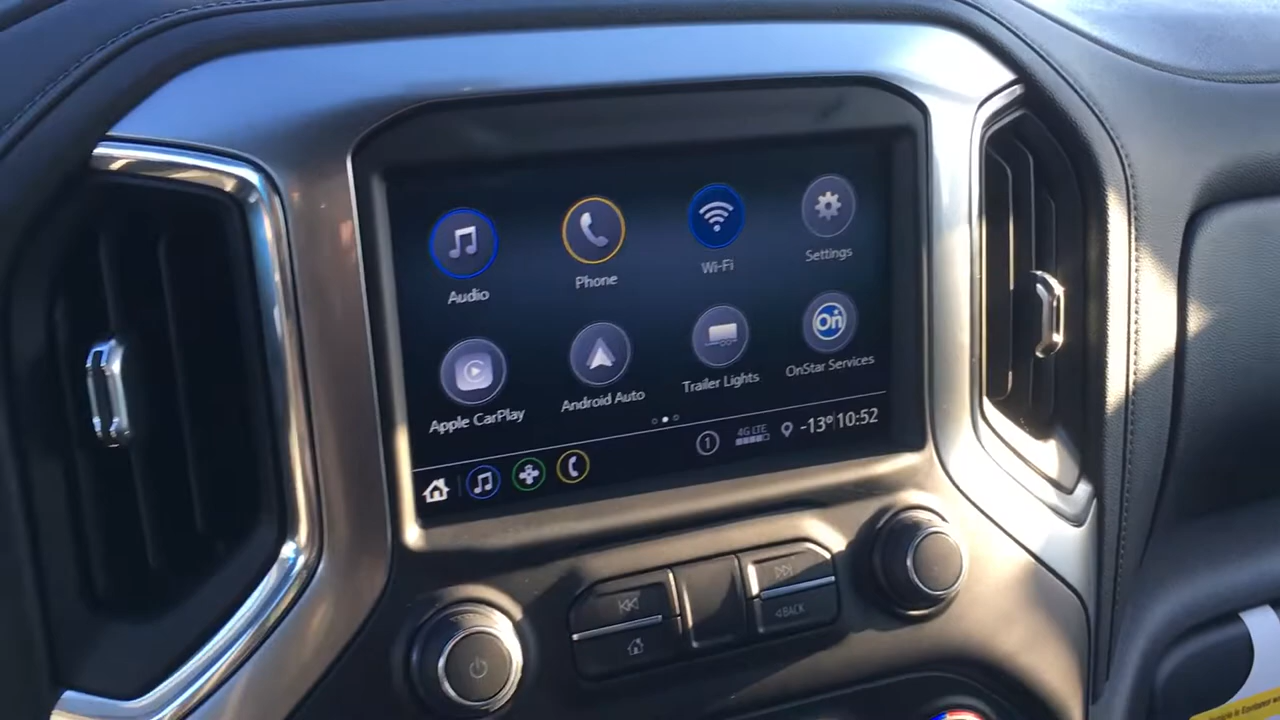 Audio
Phone
Wi-Fi
Settings
Apple CarPlay
Android Auto
Trailer Lights
On
OnStar Services
1
4G LTE
-13° 10:52
BACK